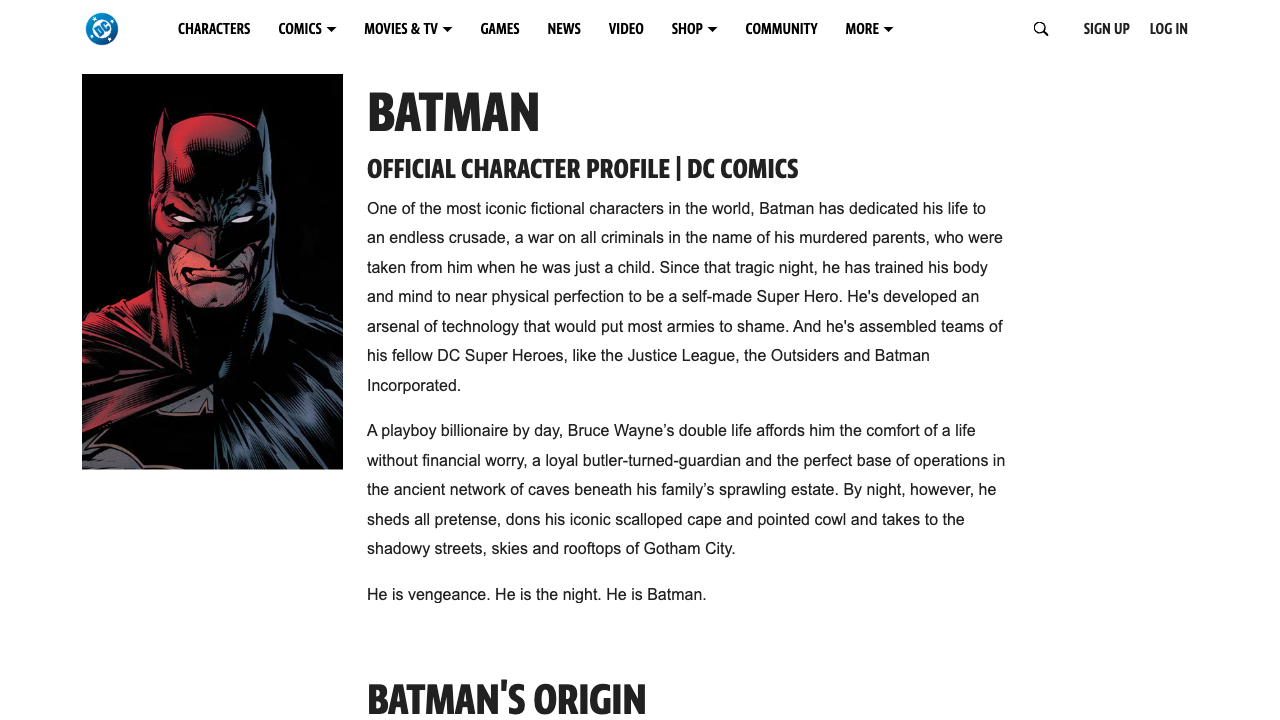 DC
CHARACTERS COMICS MOVIES & TV GAMES NEWS VIDEO SHOP COMMUNITY MORE SIGN UP LOG IN
BATMAN
OFFICIAL CHARACTER PROFILE | DC COMICS
One of the most iconic fictional characters in the world, Batman has dedicated his life to
an endless crusade, a war on all criminals in the name of his murdered parents, who were
taken from him when he was just a child. Since that tragic night, he has trained his body
and mind to near physical perfection to be a self-made Super Hero. He's developed an
arsenal of technology that would put most armies to shame. And he's assembled teams of
his fellow DC Super Heroes, like the Justice League, the Outsiders and Batman
Incorporated.
A playboy billionaire by day, Bruce Wayne’s double life affords him the comfort of a life
without financial worry, a loyal butler-turned-guardian and the perfect base of operations in
the ancient network of caves beneath his family’s sprawling estate. By night, however, he
sheds all pretense, dons his iconic scalloped cape and pointed cowl and takes to the
shadowy streets, skies and rooftops of Gotham City.
He is vengeance. He is the night. He is Batman.
BATMAN'S ORIGIN